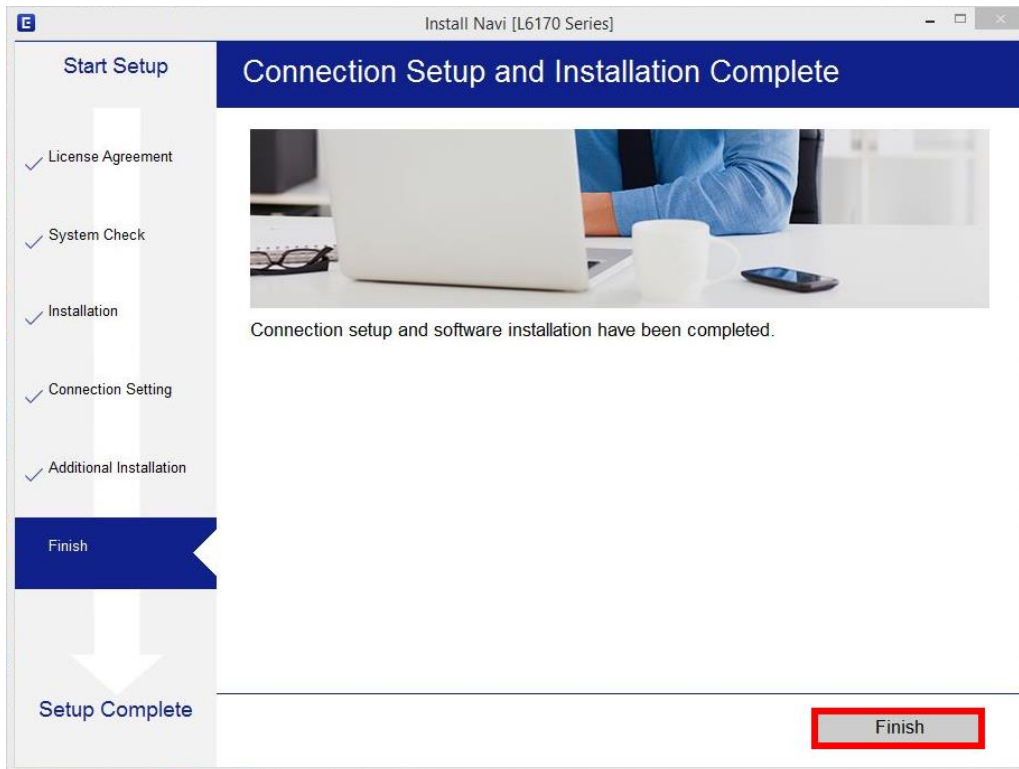 E
Install Navi [L6170 Series]
Start Setup
Connection Setup and Installation Complete
License Agreement
System Check
Installation
Connection Setting
Additional Installation
Finish
Setup Complete
Connection setup and software installation have been completed.
Finish